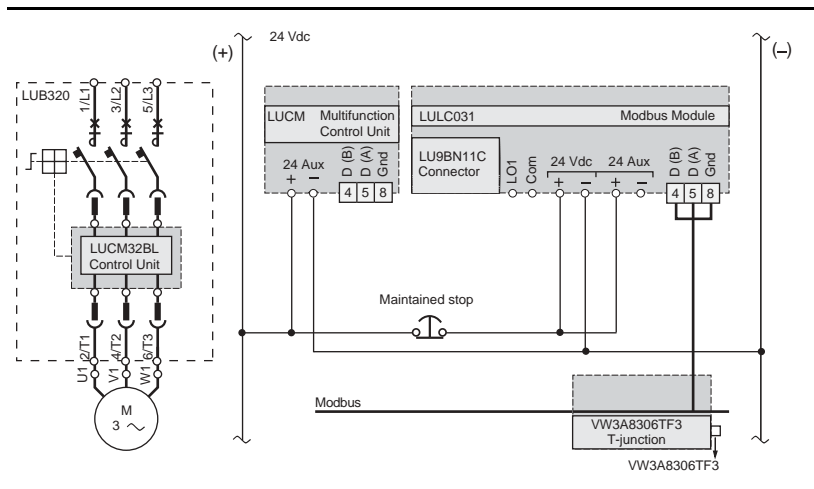 24 Vdc
(+)
(–)
LUB320
1/L1
3/L2
5/L3
LUCM Multifunction
Control Unit
24 Aux
+ –
D (B)
D (A)
Gnd
4 5 8
LULC031 Modbus Module
LU9BN11C
Connector
LO1
Com
24 Vdc
+ –
24 Aux
+ –
D (B)
D (A)
Gnd
4 5 8
LUCM32BL
Control Unit
Maintained stop
2/T1
4/T2
6/T3
U1
V1
W1
M
3
Modbus
VW3A8306TF3
T-junction
VW3A8306TF3